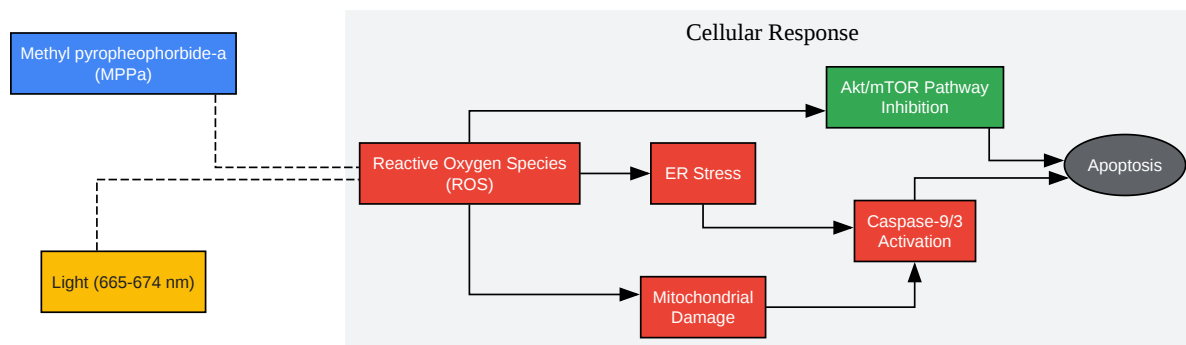 Cellular Response
Methyl pyropheophorbide-a
(MPPa)
Akt/mTOR Pathway
Inhibition
Reactive Oxygen Species
(ROS)
ER Stress
Apoptosis
Caspase-9/3
Activation
Light (665-674 nm)
Mitochondrial
Damage